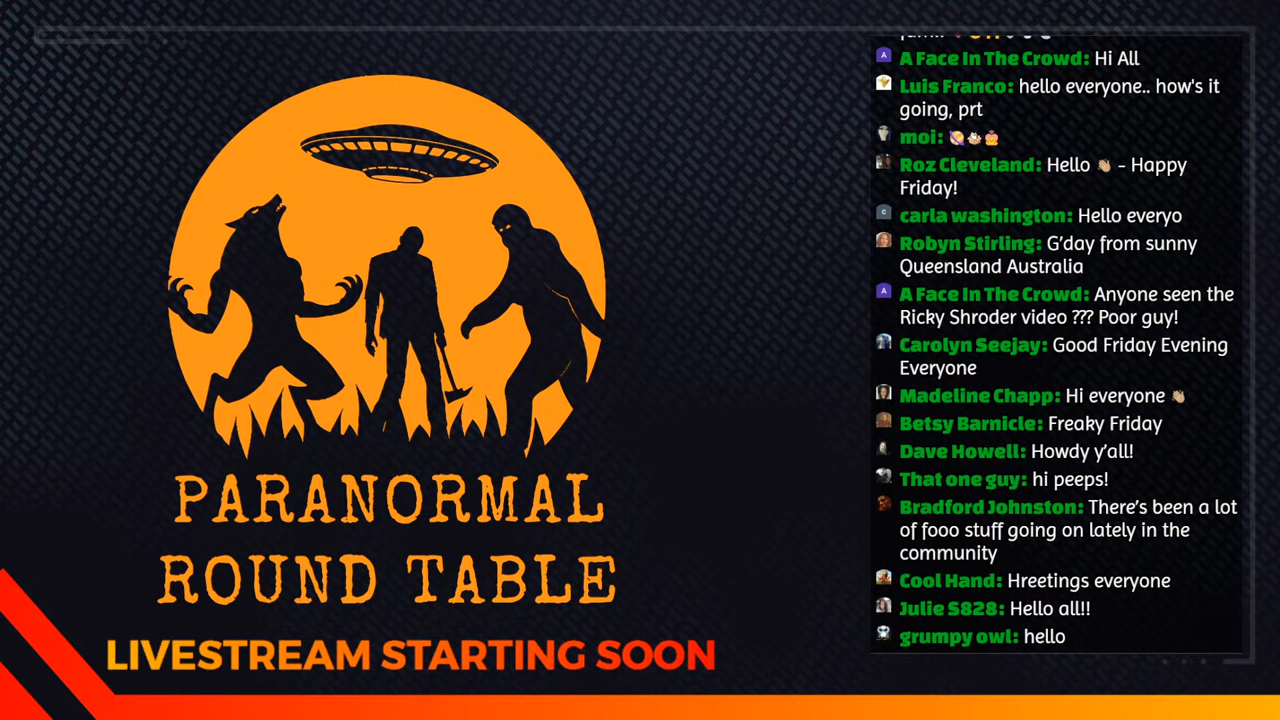 PARANORMAL
ROUND TABLE
LIVESTREAM STARTING SOON
A Face In The Crowd: Hi All
Luis Franco: hello everyone.. how's it
going, prt
moi: 🪐🐣👶
Roz Cleveland: Hello 👋🏽 - Happy
Friday!
carla washington: Hello everyo
Robyn Stirling: G’day from sunny
Queensland Australia
A Face In The Crowd: Anyone seen the
Ricky Shroder video ??? Poor guy!
Carolyn Seejay: Good Friday Evening
Everyone
Madeline Chapp: Hi everyone 👋🏽
Betsy Barnicle: Freaky Friday
Dave Howell: Howdy y’all!
That one guy: hi peeps!
Bradford Johnston: There’s been a lot
of fooo stuff going on lately in the
community
Cool Hand: Hreetings everyone
Julie S828: Hello all!!
grumpy owl: hello